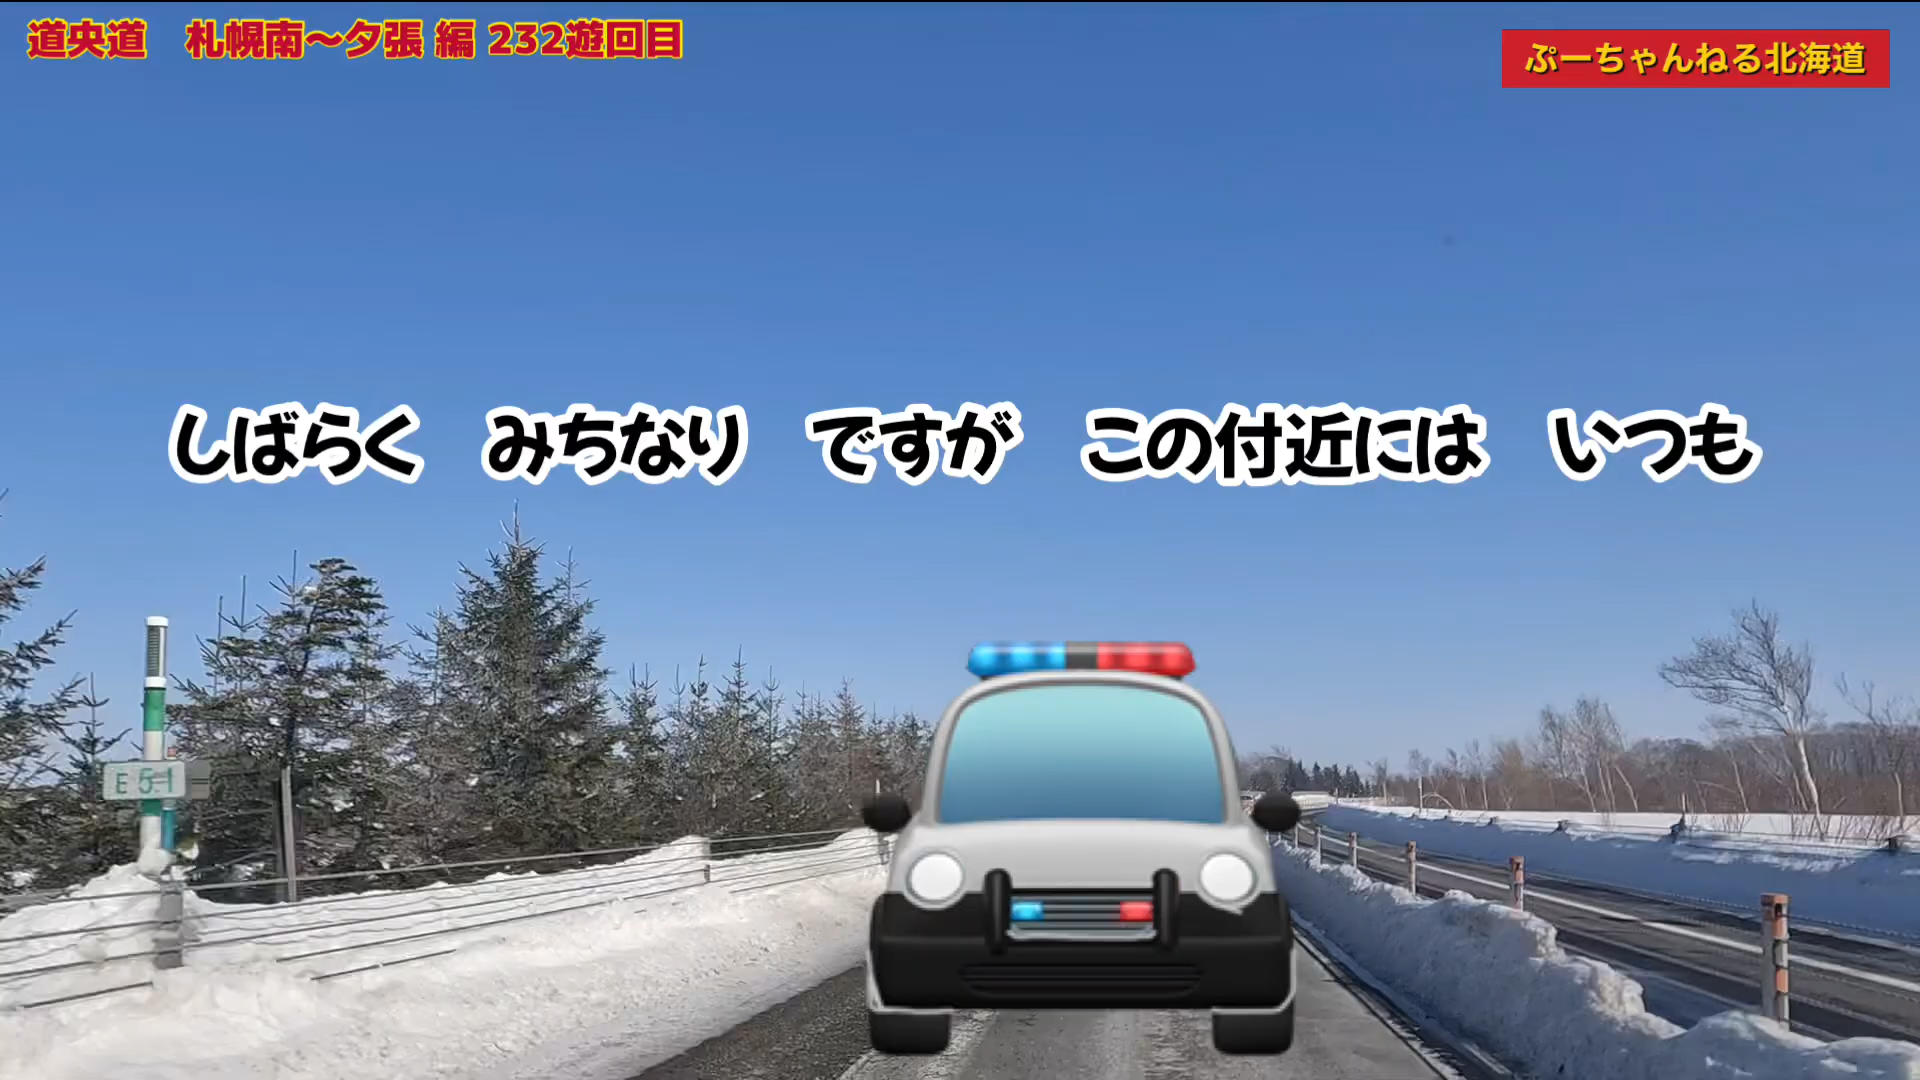 道央道　札幌南～夕張 編 232遊回目
ぷーちゃんねる北海道
しばらく　みちなり　ですが　この付近には　いつも
E 5.1